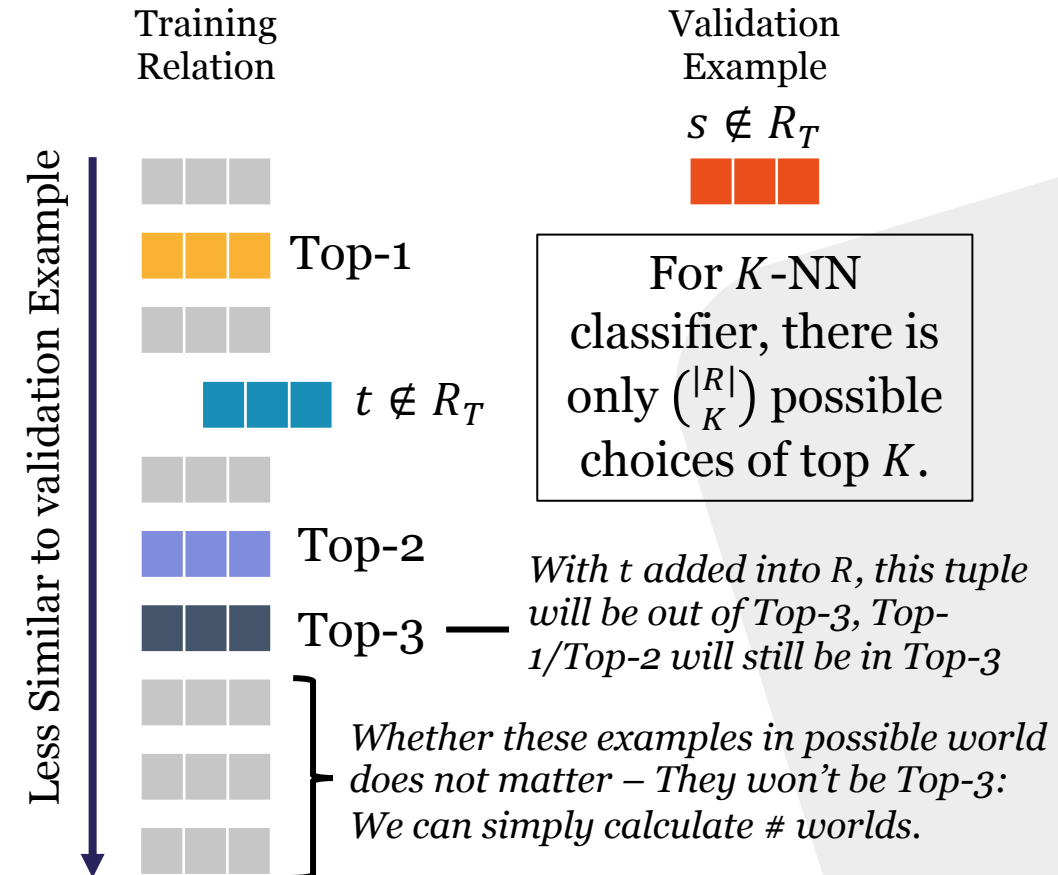 Training
Relation
Validation
Example
s ∉ R_T
Less Similar to validation Example
Top-1
t ∉ R_T
For K-NN
classifier, there is
only (|R| K) possible
choices of top K.
Top-2
Top-3
With t added into R, this tuple
will be out of Top-3, Top-
1/Top-2 will still be in Top-3
Whether these examples in possible world
does not matter – They won't be Top-3:
We can simply calculate # worlds.